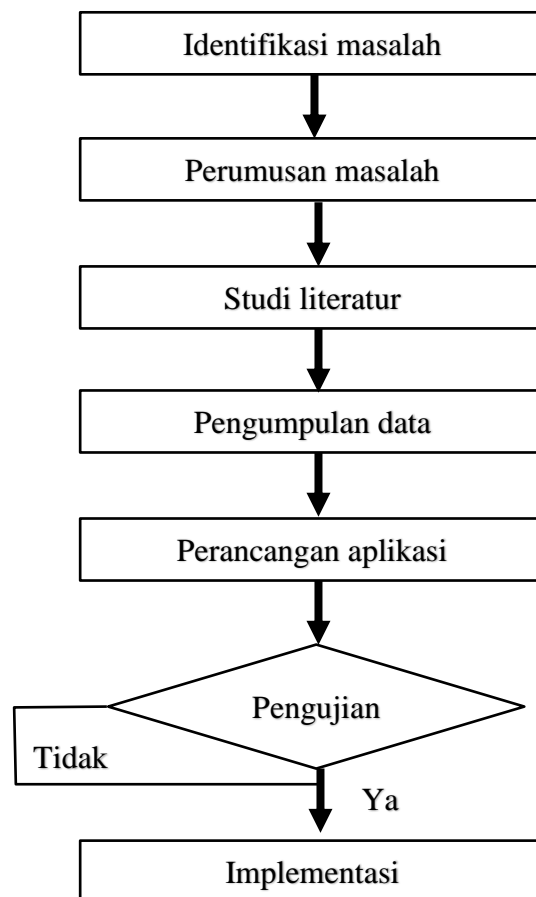 Identifikasi masalah
Perumusan masalah
Studi literatur
Pengumpulan data
Perancangan aplikasi
Pengujian
Tidak
Ya
Implementasi